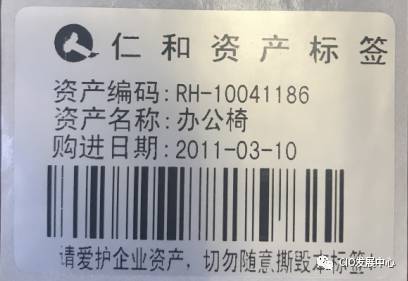 仁和资产标签
资产编码:RH-10041186
资产名称:办公椅
购进日期:2011-03-10
请爱护企业资产,切勿随意撕毁本标签!
CIO发展中心